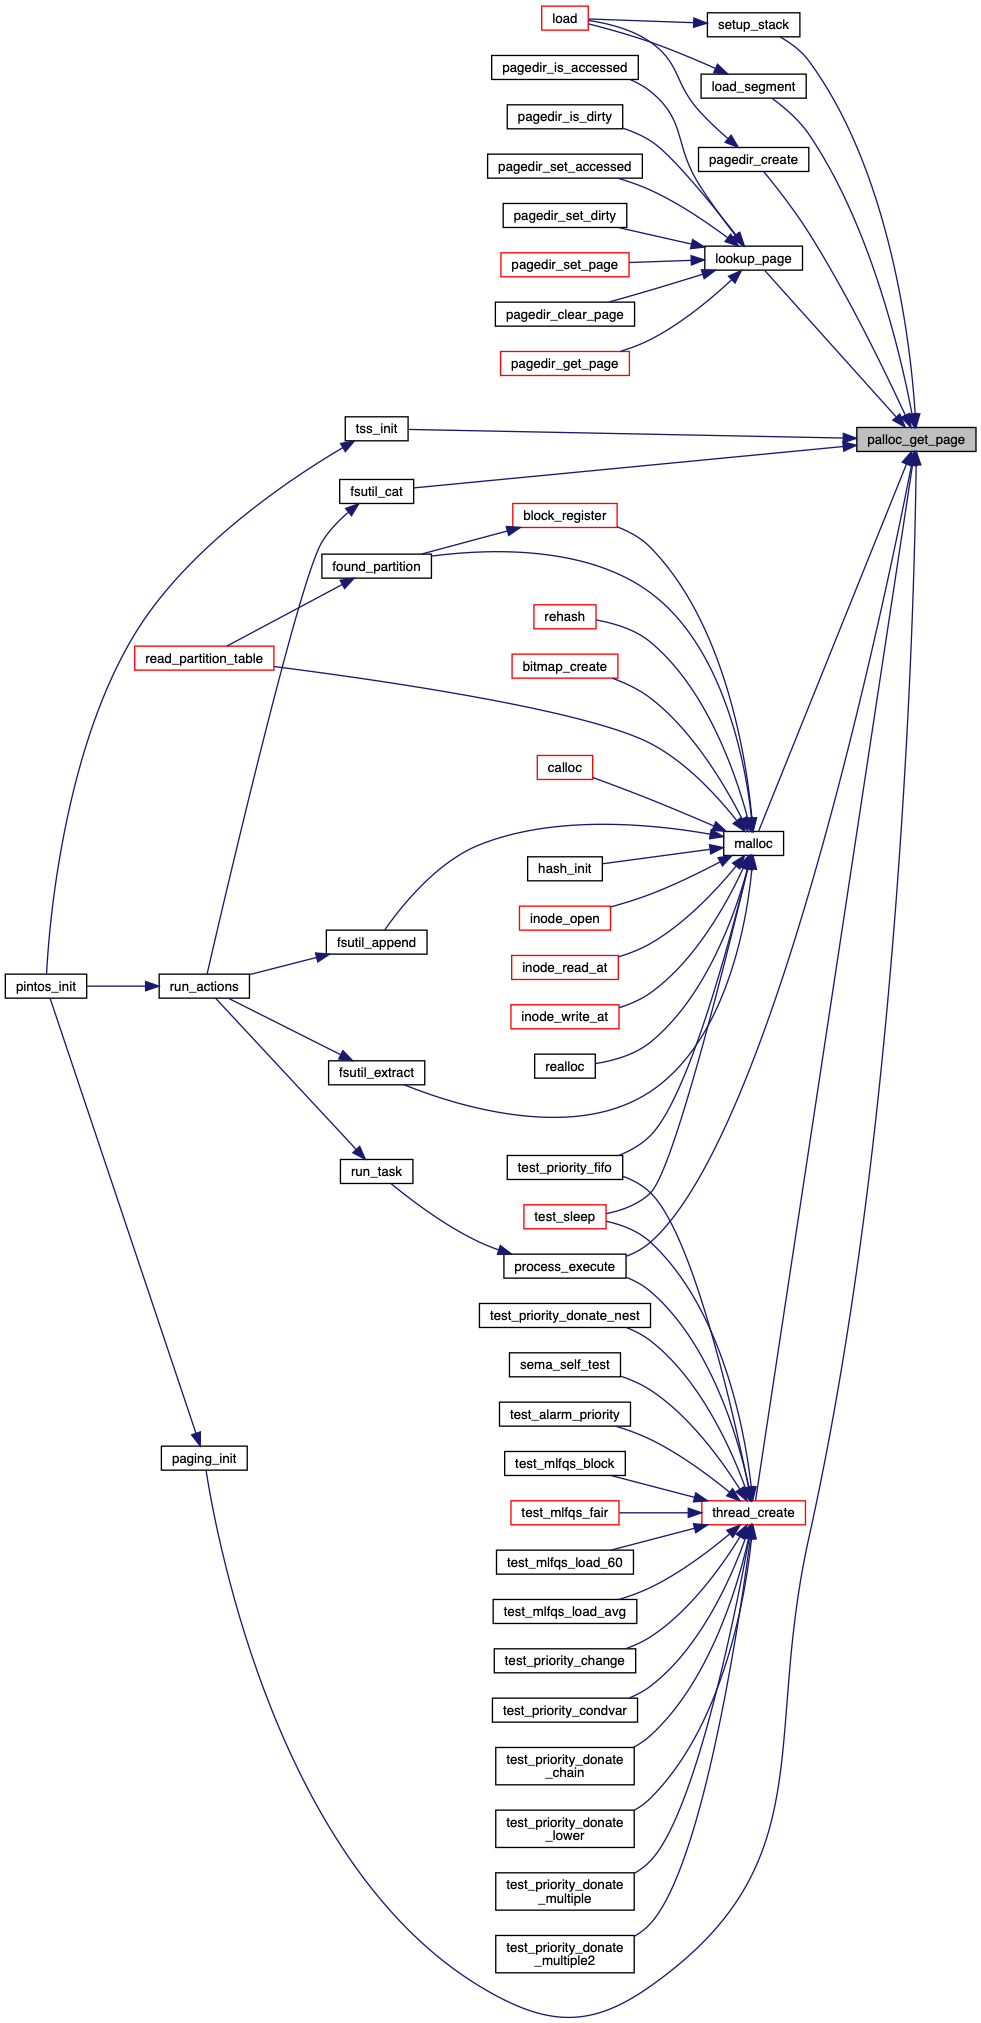 load
setup_stack
pagedir_is_accessed
load_segment
pagedir_is_dirty
pagedir_create
pagedir_set_accessed
pagedir_set_dirty
lookup_page
pagedir_set_page
pagedir_clear_page
pagedir_get_page
tss_init
palloc_get_page
fsutil_cat
block_register
found_partition
rehash
read_partition_table
bitmap_create
calloc
malloc
hash_init
inode_open
fsutil_append
inode_read_at
pintos_init
run_actions
inode_write_at
realloc
fsutil_extract
test_priority_fifo
run_task
test_sleep
process_execute
test_priority_donate_nest
sema_self_test
test_alarm_priority
paging_init
test_mlfqs_block
test_mlfqs_fair
thread_create
test_mlfqs_load_60
test_mlfqs_load_avg
test_priority_change
test_priority_condvar
test_priority_donate
_chain
test_priority_donate
_lower
test_priority_donate
_multiple
test_priority_donate
_multiple2